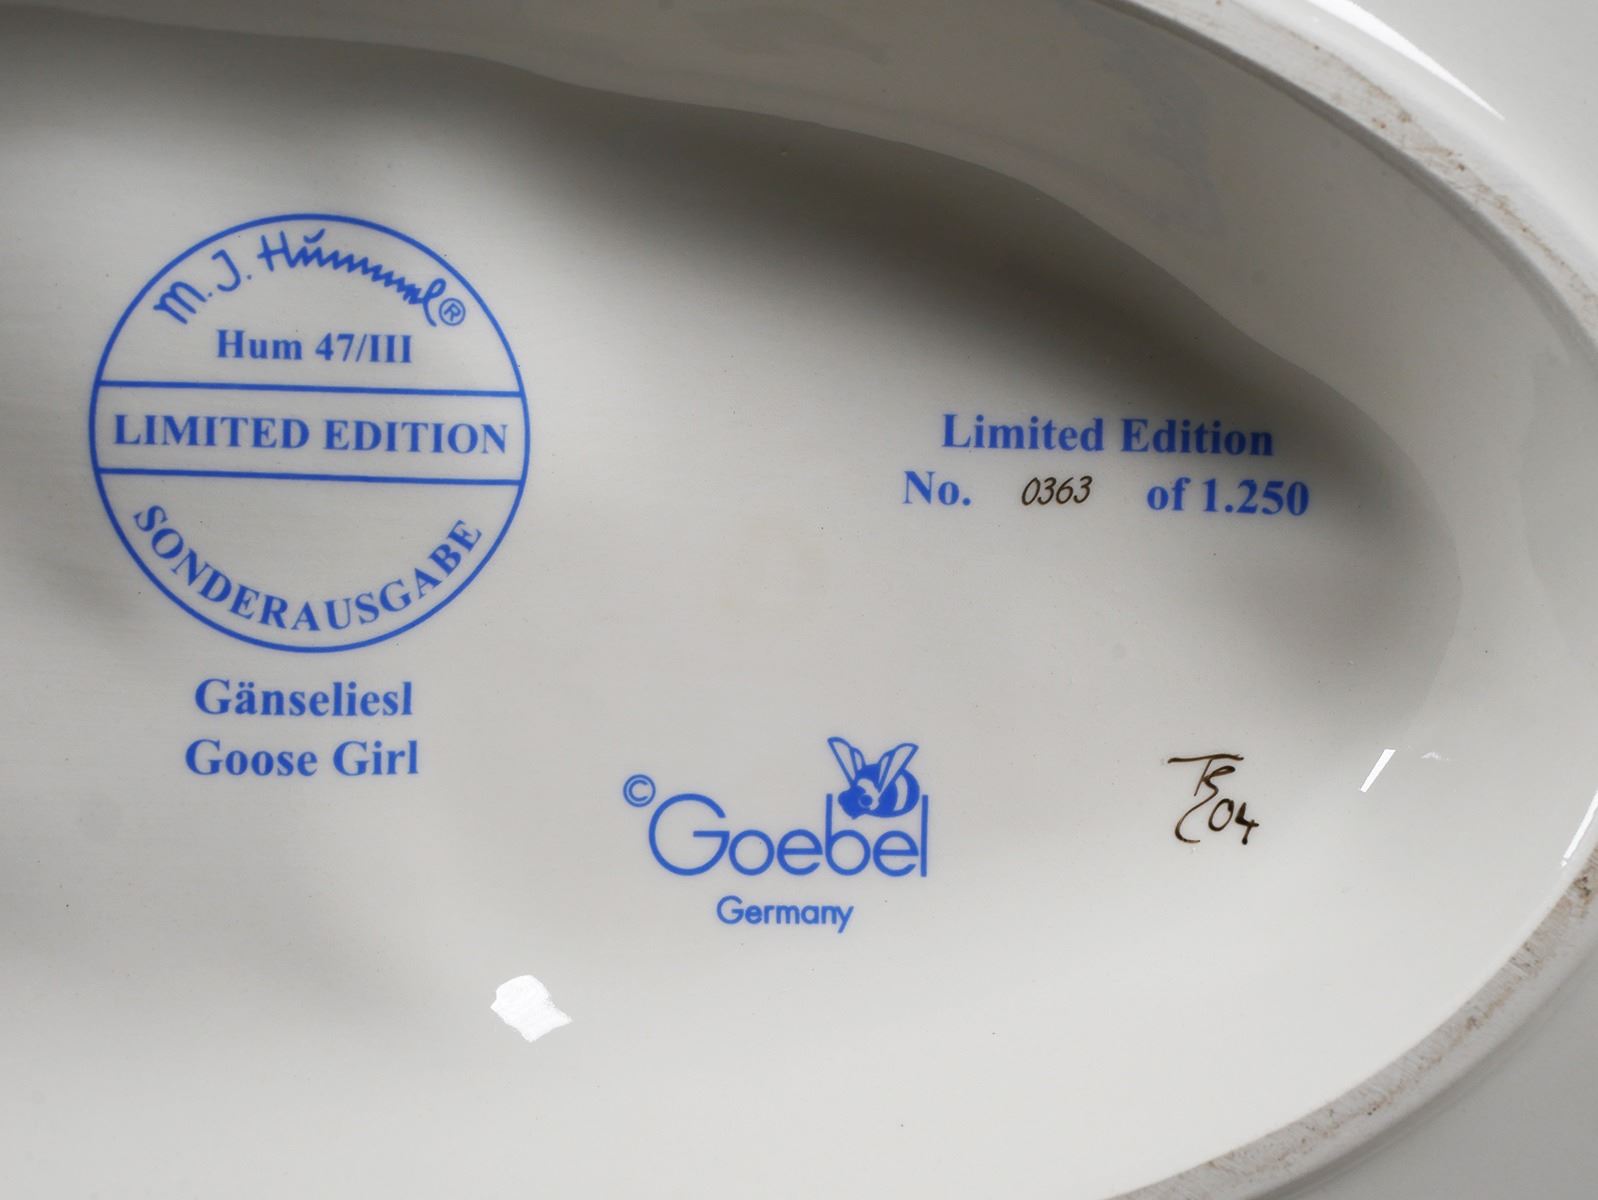 M. J. Hummel®
Hum 47/III
LIMITED EDITION
SONDERAUSGABE
Gänseliesl
Goose Girl
Limited Edition
No. 0363 of 1.250
© Goebel
Germany
04